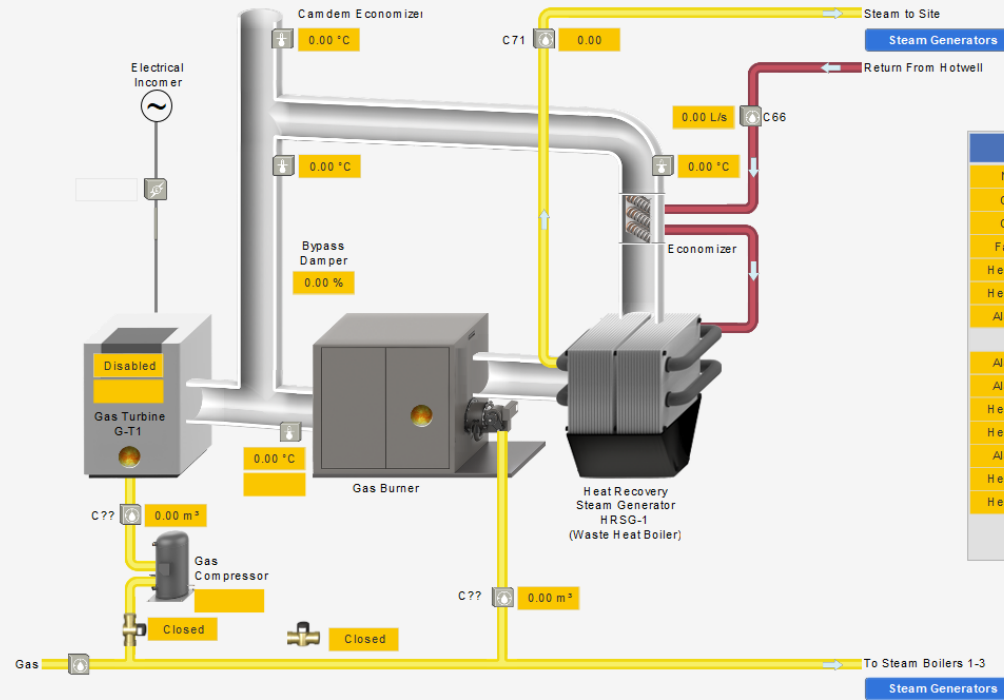 Camdem Economizer
0.00 °C
C71
0.00
Steam to Site
Steam Generators
Electrical
Incomer
Return From Hotwell
0.00 L/s
C66
0.00 °C
0.00 °C
Bypass
Damper
0.00 %
Economizer
Disabled
Gas Turbine
G-T1
0.00 °C
Gas Burner
Heat Recovery
Steam Generator
HRSG-1
(Waste Heat Boiler)
C??
0.00 m³
Gas
Compressor
C??
0.00 m³
Closed
Closed
Gas
To Steam Boilers 1-3
Steam Generators